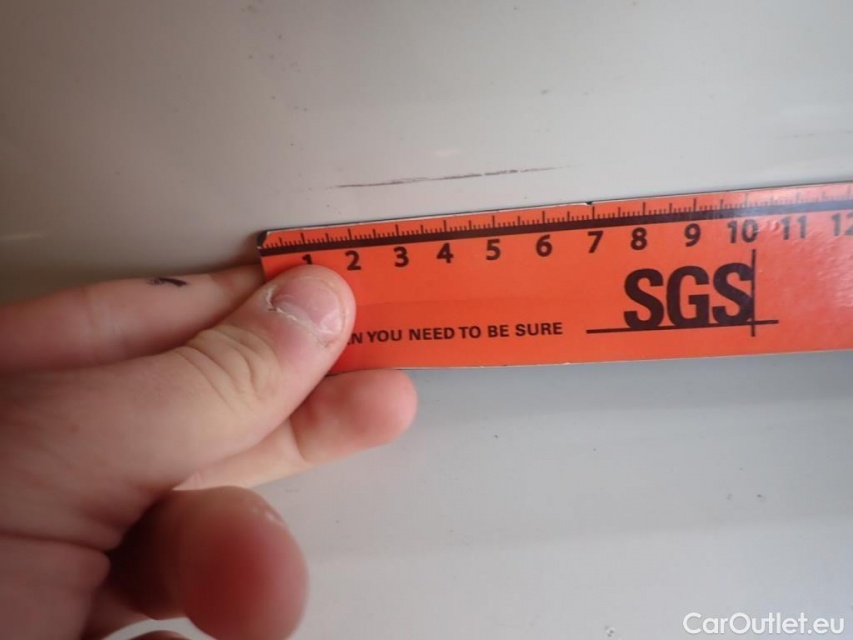 1 2 3 4 5 6 7 8 9 10 11 12
SGS
N YOU NEED TO BE SURE
CarOutlet.eu